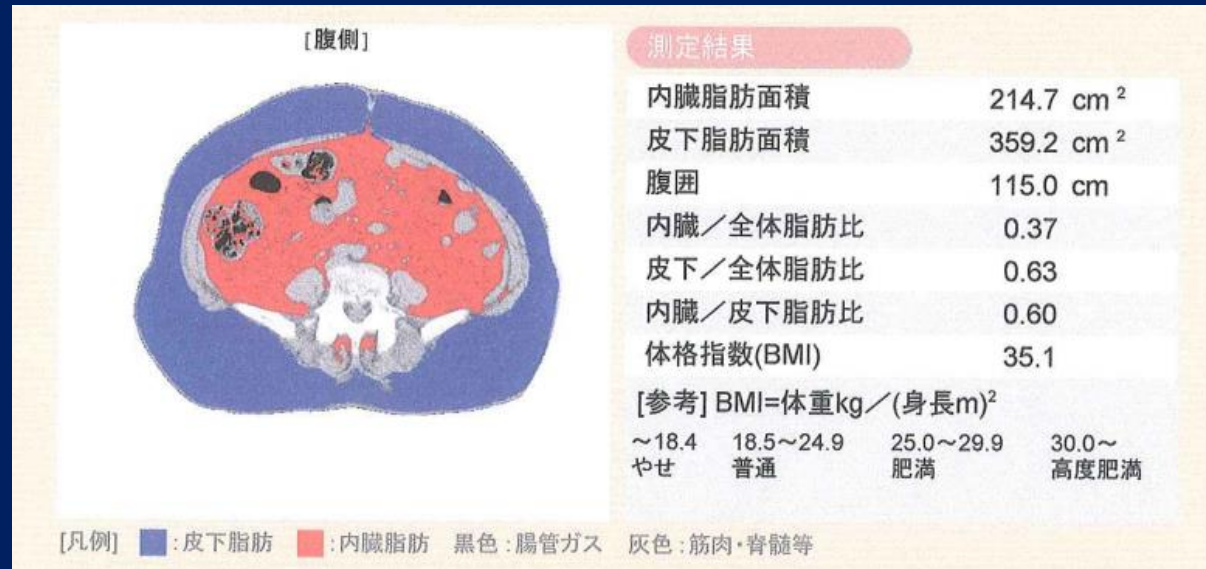 [腹側]
測定結果
内臓脂肪面積 214.7 cm²
皮下脂肪面積 359.2 cm²
腹囲 115.0 cm
内臓／全体脂肪比 0.37
皮下／全体脂肪比 0.63
内臓／皮下脂肪比 0.60
体格指数(BMI) 35.1
[参考] BMI=体重kg／(身長m)²
～18.4 18.5～24.9 25.0～29.9 30.0～
やせ 普通 肥満 高度肥満
[凡例] :皮下脂肪 :内臓脂肪 黒色:腸管ガス 灰色:筋肉・脊髄等